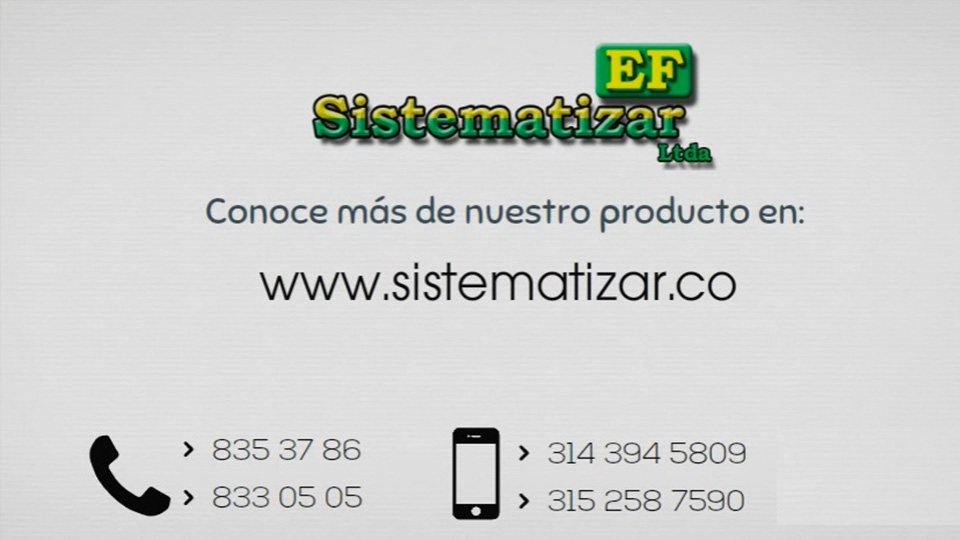 EF
Sistematizar
Ltda
Conoce más de nuestro producto en:
www.sistematizar.co
> 835 37 86
> 833 05 05
> 314 394 5809
> 315 258 7590